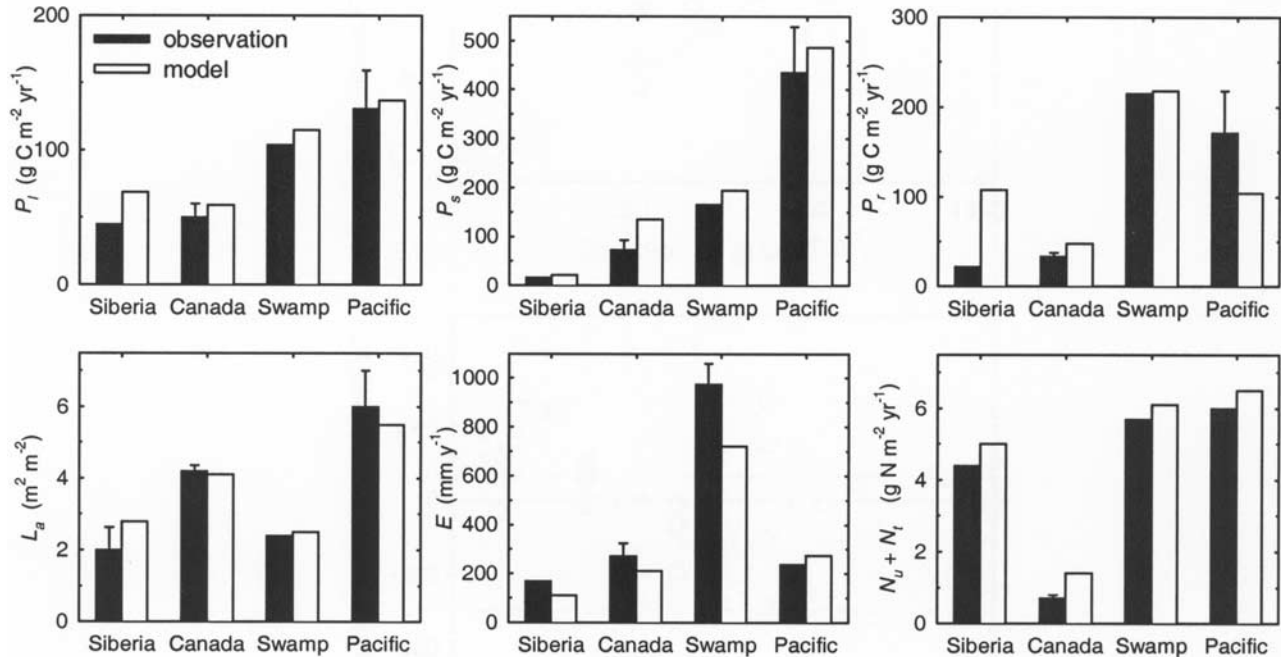 200
100
0
P_l (g C m⁻² yr⁻¹)
observation
model
Siberia Canada Swamp Pacific
500
400
300
200
100
0
P_s (g C m⁻² yr⁻¹)
Siberia Canada Swamp Pacific
300
200
100
0
P_r (g C m⁻² yr⁻¹)
Siberia Canada Swamp Pacific
6
4
2
0
L_a (m² m⁻²)
Siberia Canada Swamp Pacific
1000
800
600
400
200
0
E (mm y⁻¹)
Siberia Canada Swamp Pacific
6
4
2
0
N_u + N_t (g N m⁻² yr⁻¹)
Siberia Canada Swamp Pacific